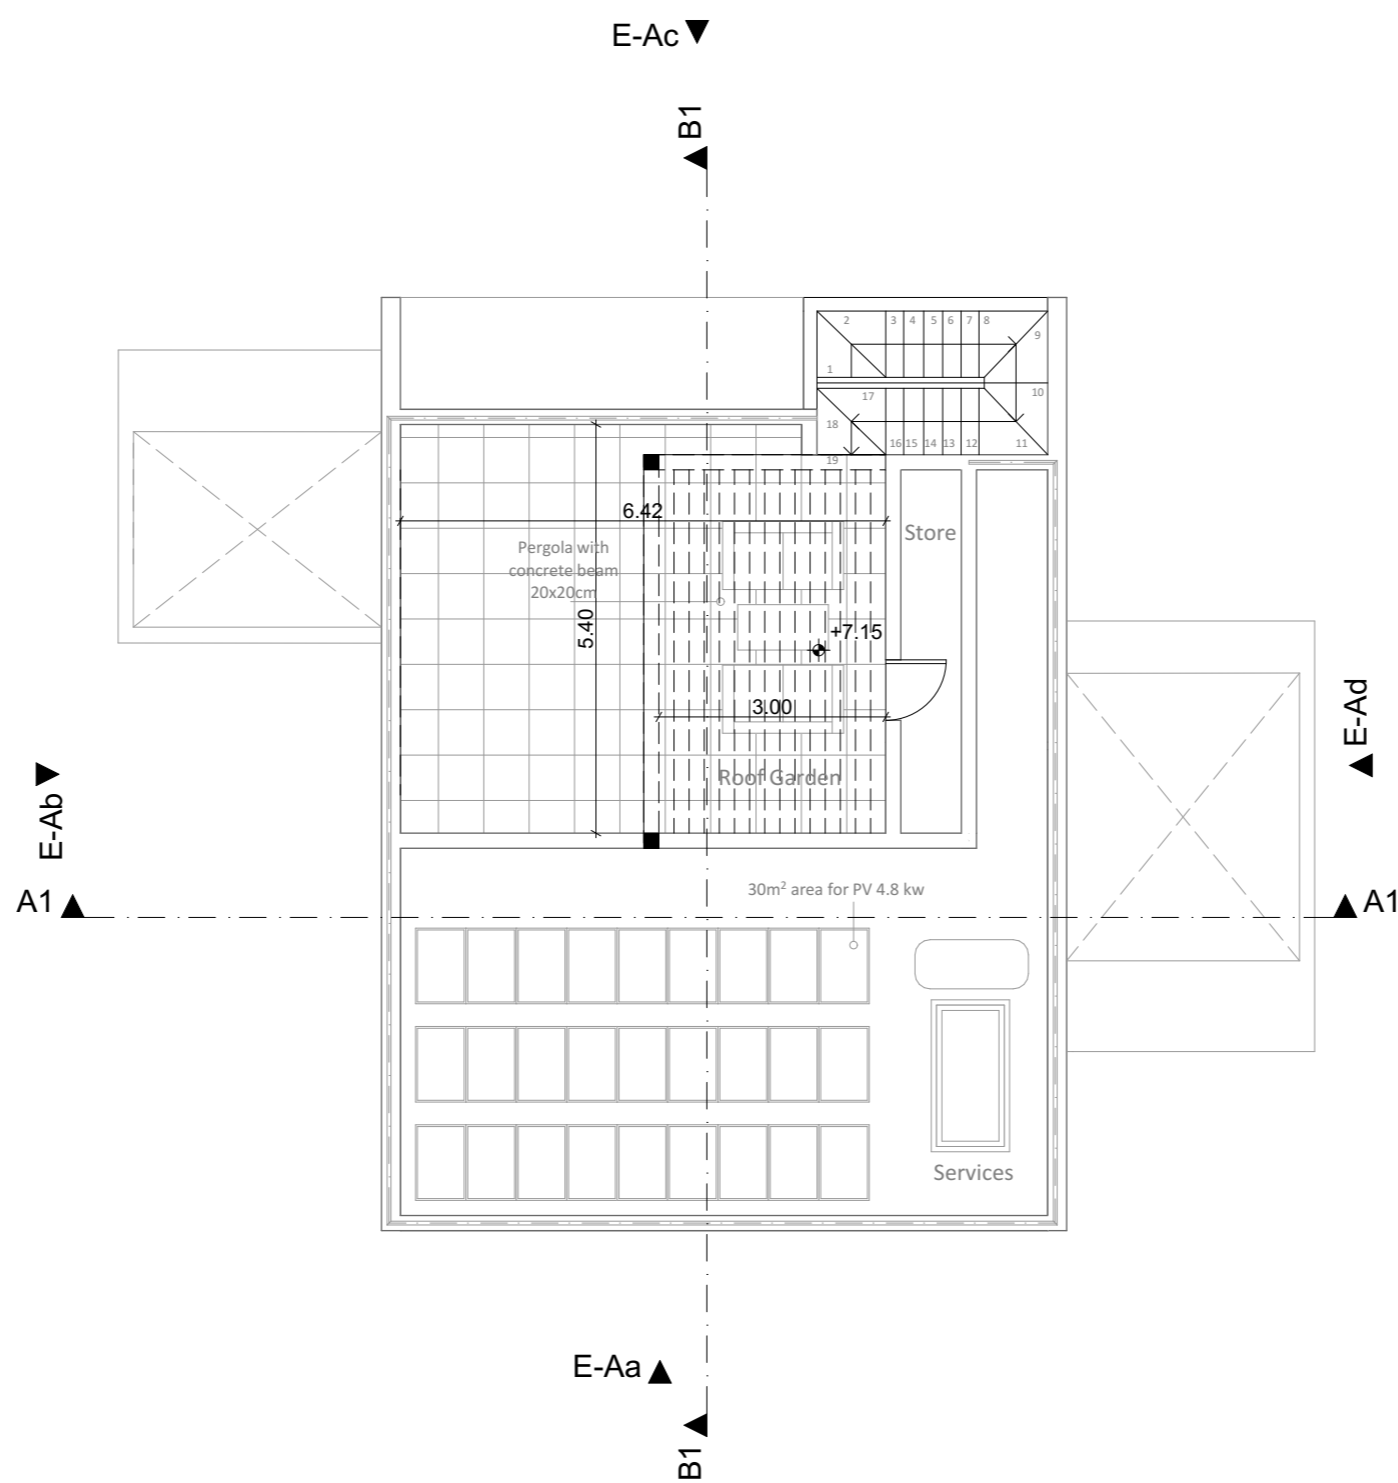 E-Ac
B1
2
3
4
5
6
7
8
9
1
10
17
18
16
15
14
13
12
11
19
6.42
Store
Pergola with
concrete beam
20x20cm
5.40
+7.15
3.00
Roof Garden
E-Ab
E-Ad
A1
A1
30m² area for PV 4.8 kw
Services
E-Aa
B1